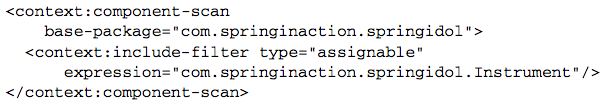 <context:component-scan
    base-package="com.springinaction.springidol">
  <context:include-filter type="assignable"
      expression="com.springinaction.springidol.Instrument"/>
</context:component-scan>